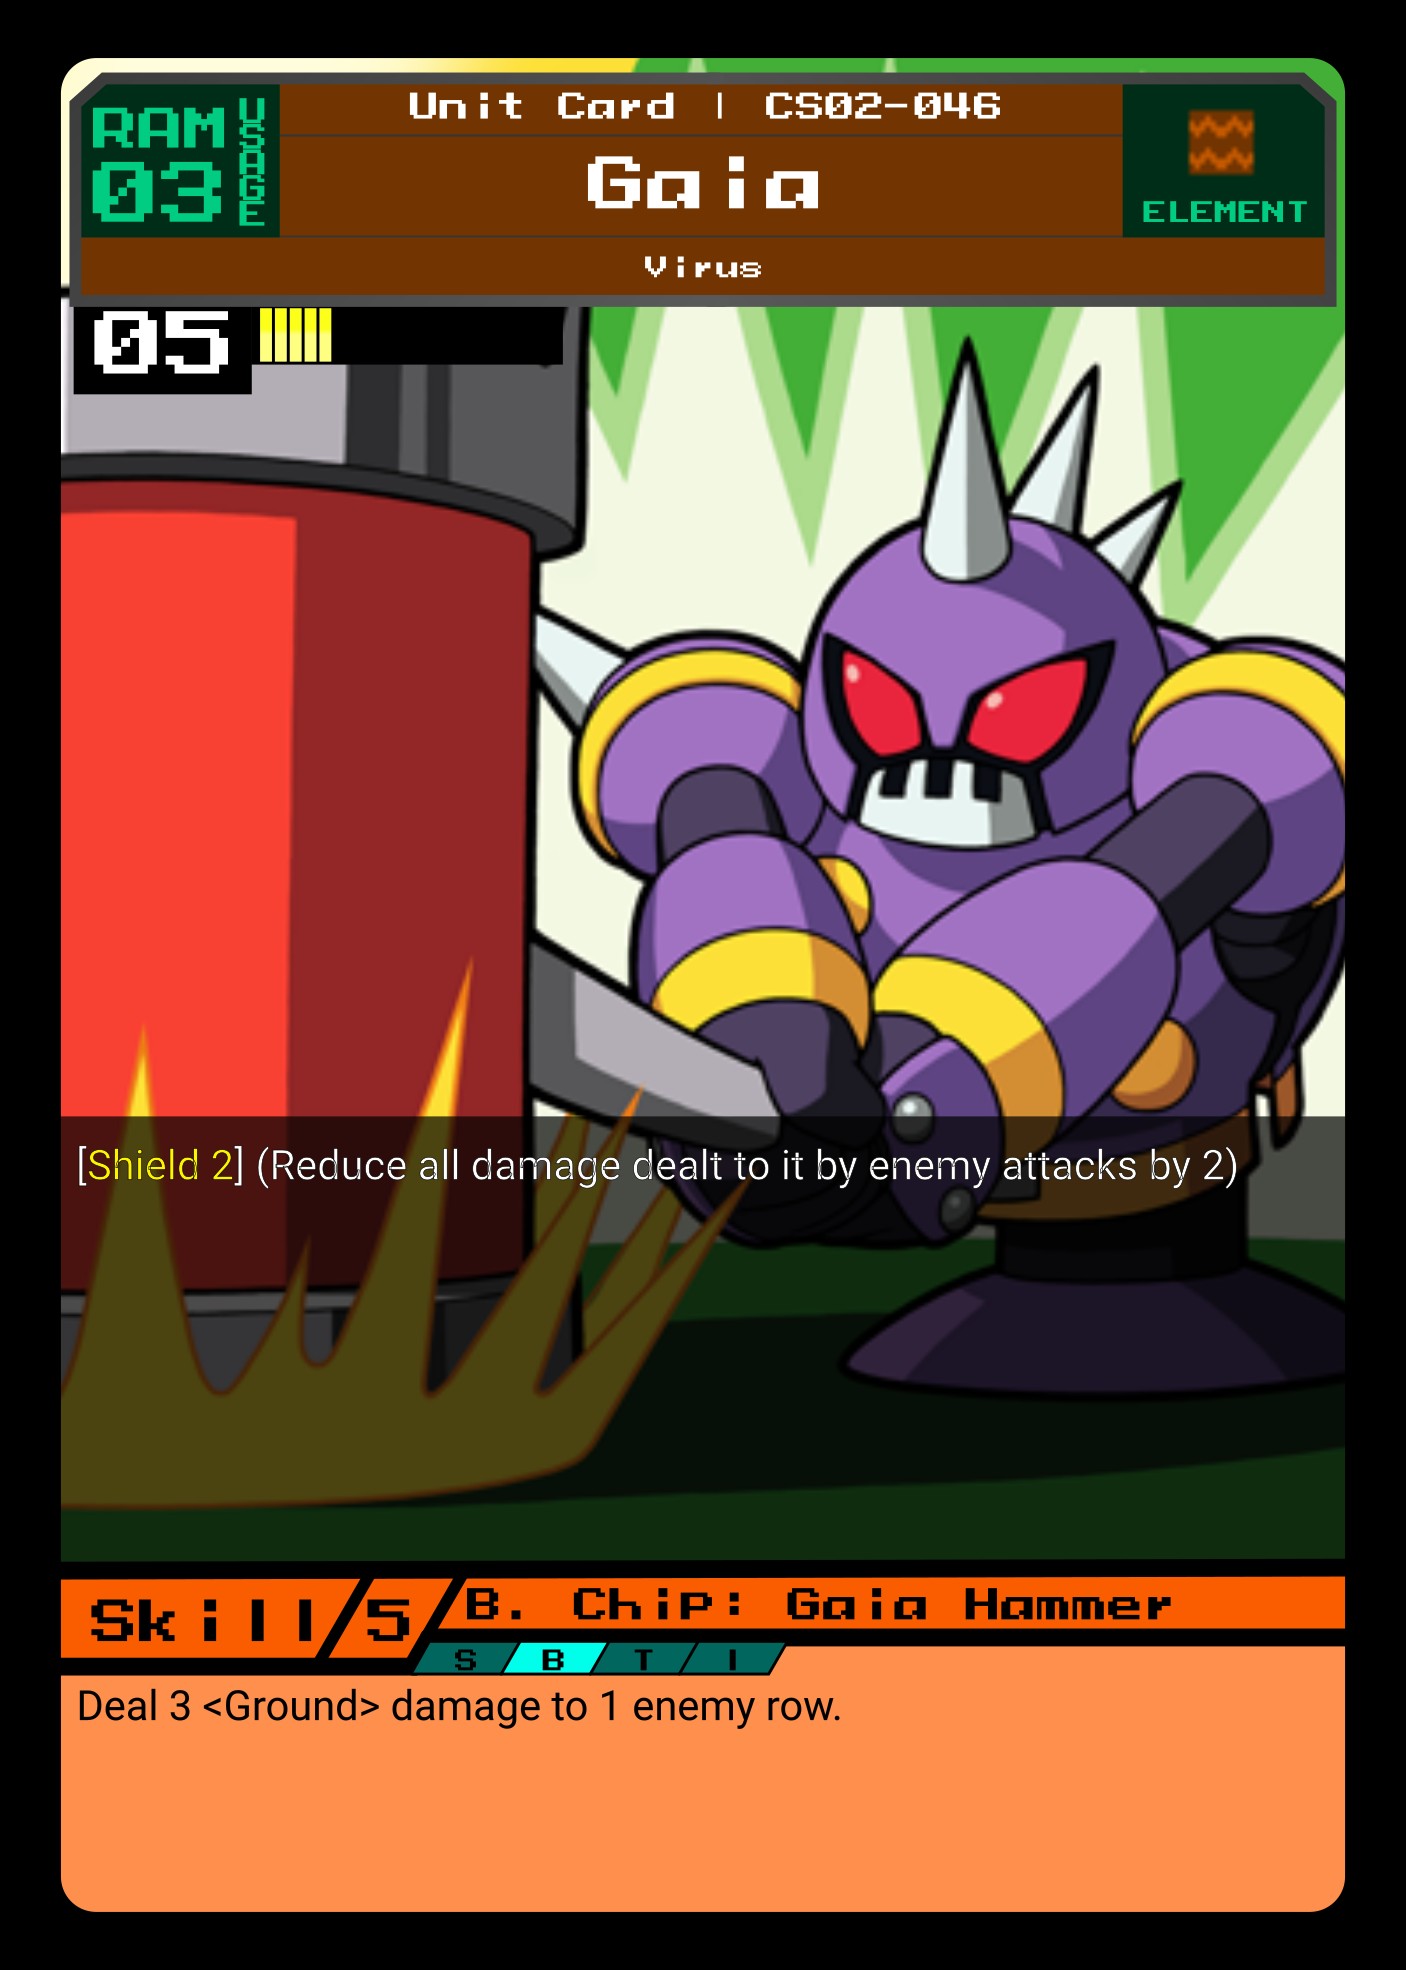 RAM USAGE
03
Unit Card | CS02-046
Gaia
ELEMENT
Virus
05
[Shield 2] (Reduce all damage dealt to it by enemy attacks by 2)
Skill/5
B. Chip: Gaia Hammer
S B T I
Deal 3 <Ground> damage to 1 enemy row.